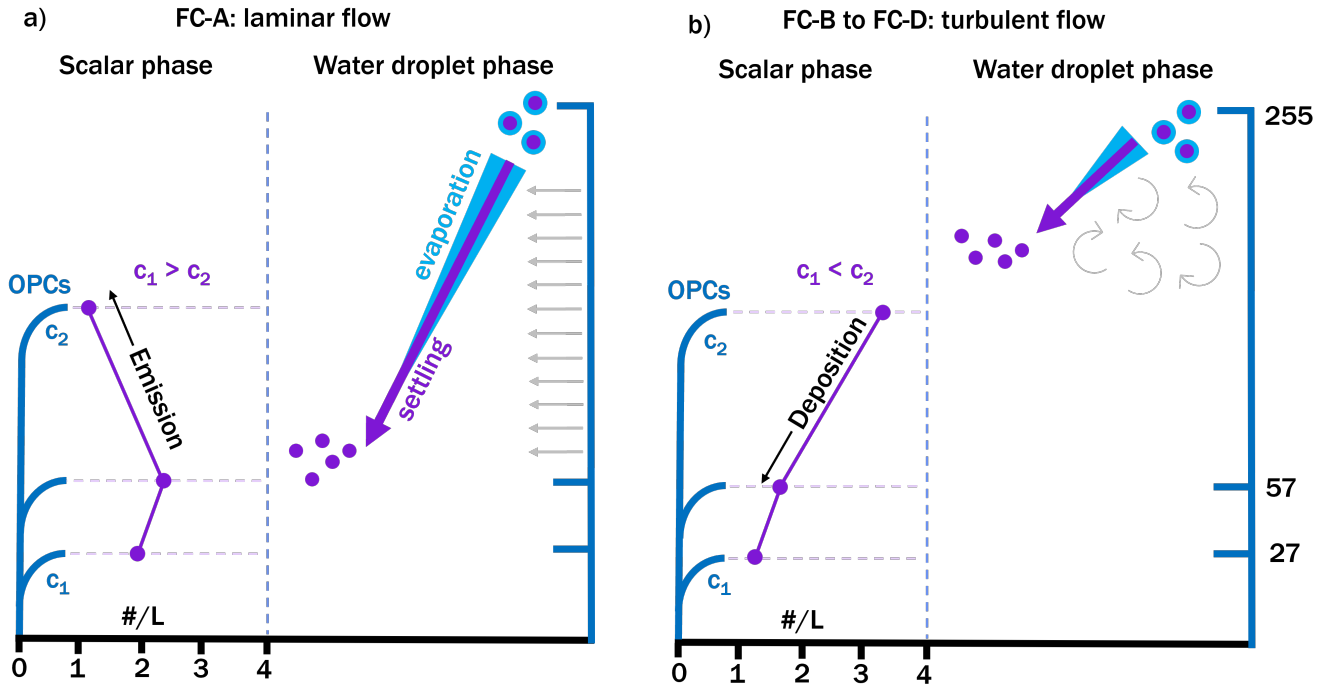 a)
FC-A: laminar flow
Scalar phase
Water droplet phase
evaporation
settling
OPCs
c₁ > c₂
c₂
Emission
c₁
#/L
0 1 2 3 4
b)
FC-B to FC-D: turbulent flow
Scalar phase
Water droplet phase
255
OPCs
c₁ < c₂
c₂
Deposition
57
27
c₁
#/L
0 1 2 3 4